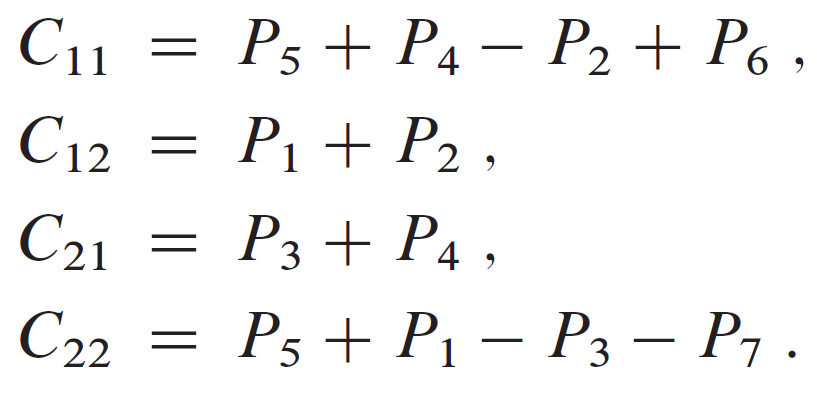 C₁₁ = P₅ + P₄ − P₂ + P₆ ,
C₁₂ = P₁ + P₂ ,
C₂₁ = P₃ + P₄ ,
C₂₂ = P₅ + P₁ − P₃ − P₇ .